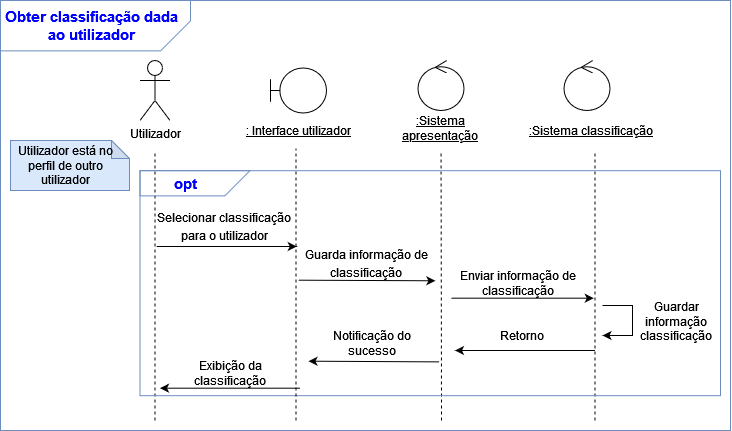 Obter classificação dada
ao utilizador
Utilizador
: Interface utilizador
:Sistema
apresentação
:Sistema classificação
Utilizador está no
perfil de outro
utilizador
opt
Selecionar classificação
para o utilizador
Guarda informação de
classificação
Enviar informação de
classificação
Guardar
informação
classificação
Retorno
Notificação do
sucesso
Exibição da
classificação